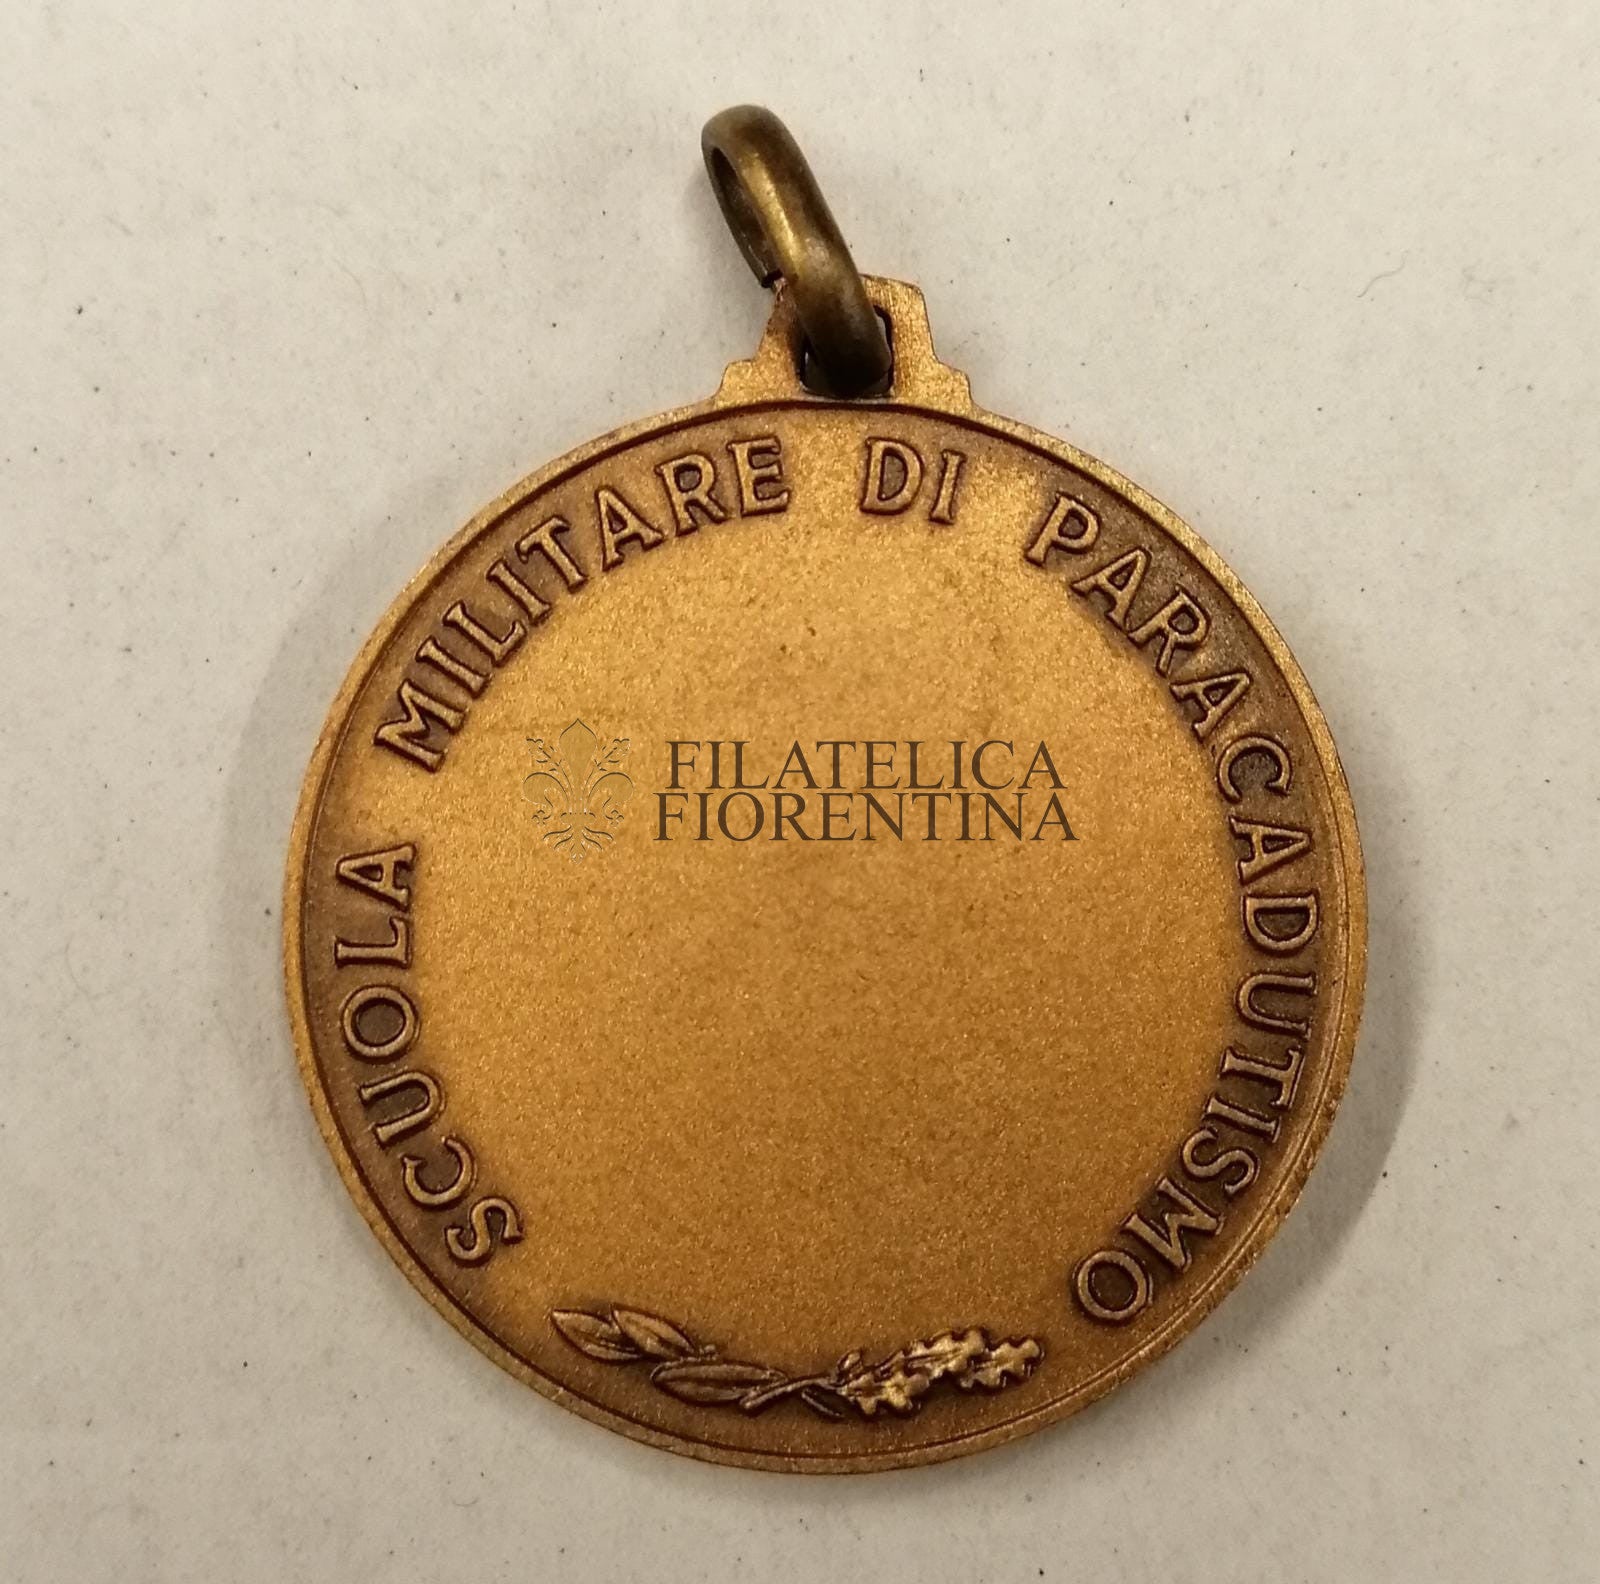 SCUOLA MILITARE DI PARACADUTISMO
FILATELICA
FIORENTINA